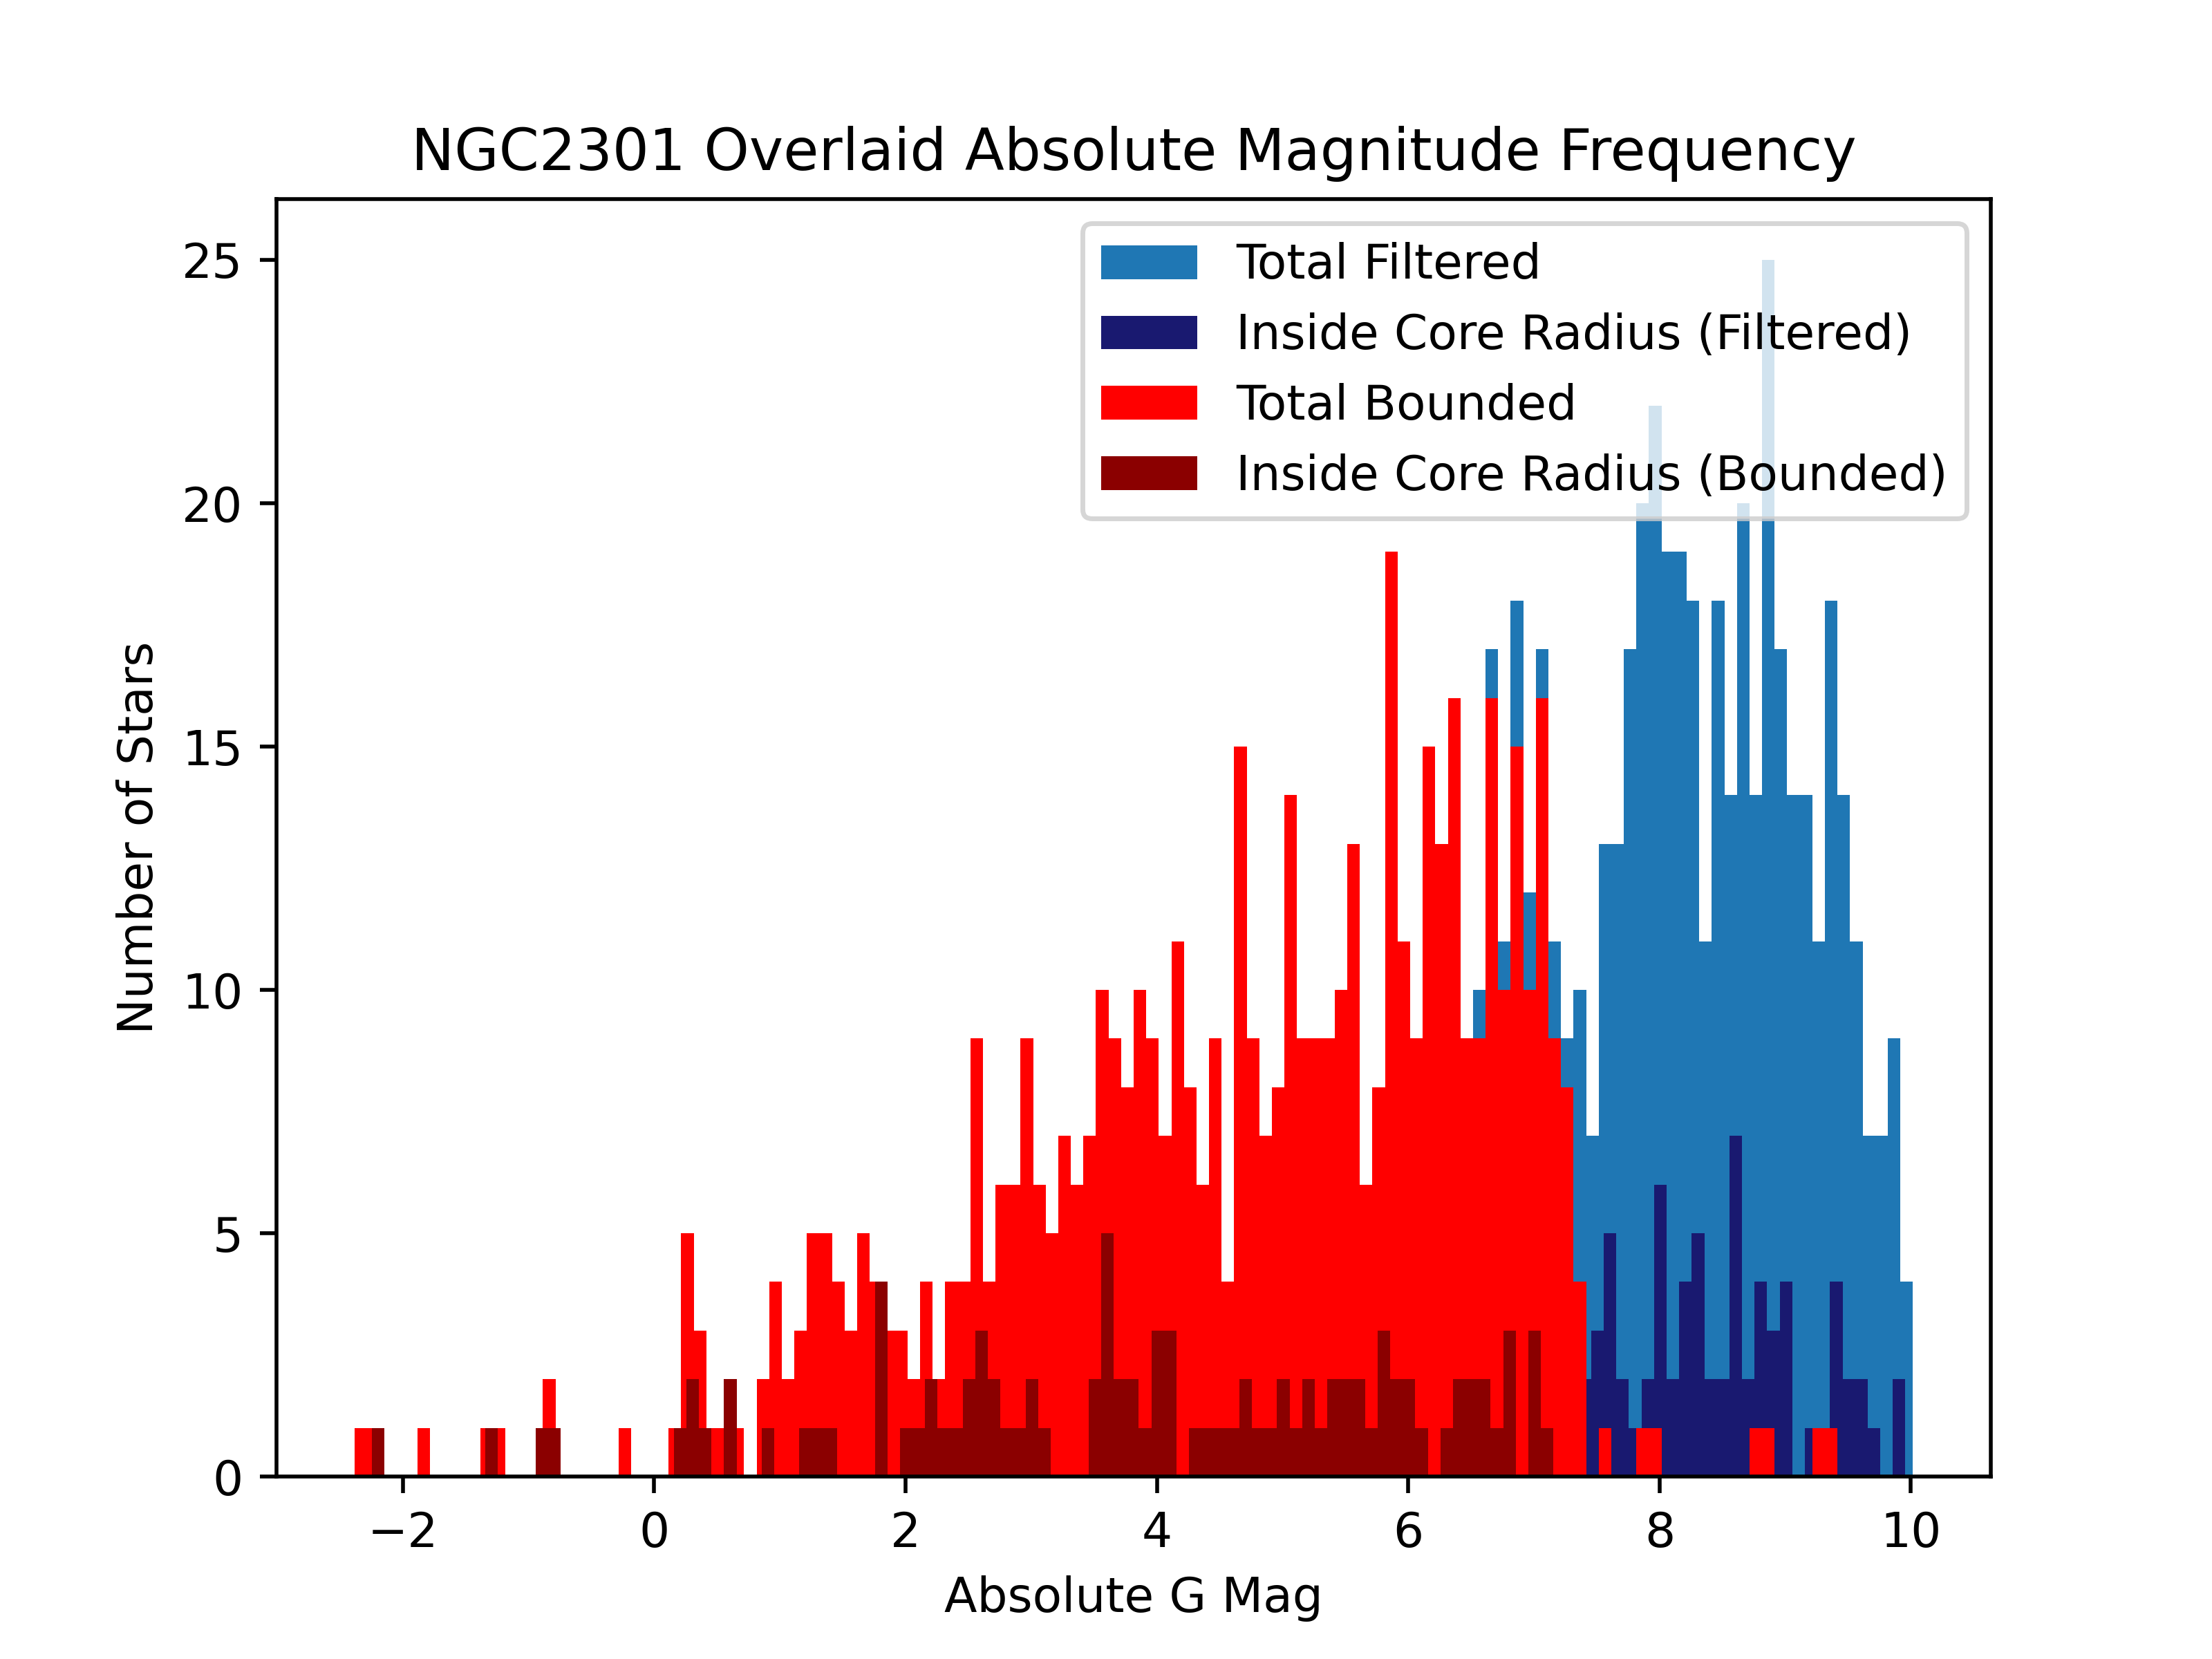 NGC2301 Overlaid Absolute Magnitude Frequency
25
20
15
10
5
0
Number of Stars
Total Filtered
Inside Core Radius (Filtered)
Total Bounded
Inside Core Radius (Bounded)
−2 0 2 4 6 8 10
Absolute G Mag